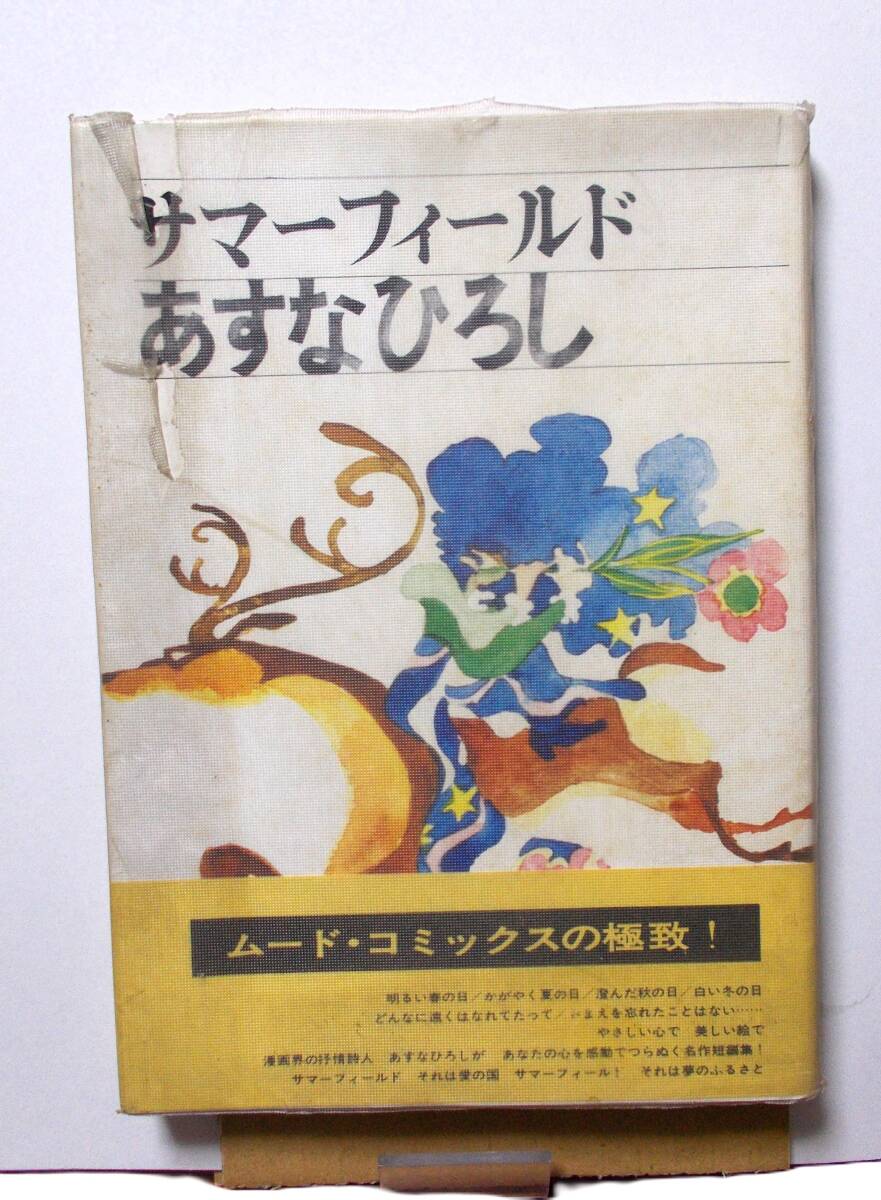 サマーフィールド
あすなひろし
ムード・コミックスの極致！
明るい春の日／かがやく夏の日／澄んだ秋の日／白い冬の日
どんなに遠くはなれてたって／おまえを忘れたことはない……
やさしい心で 美しい絵で
漫画界の抒情詩人 あすなひろしが あなたの心を感動でつらぬく名作短編集！
サマーフィールド それは愛の国 サマーフィール！ それは夢のふるさと